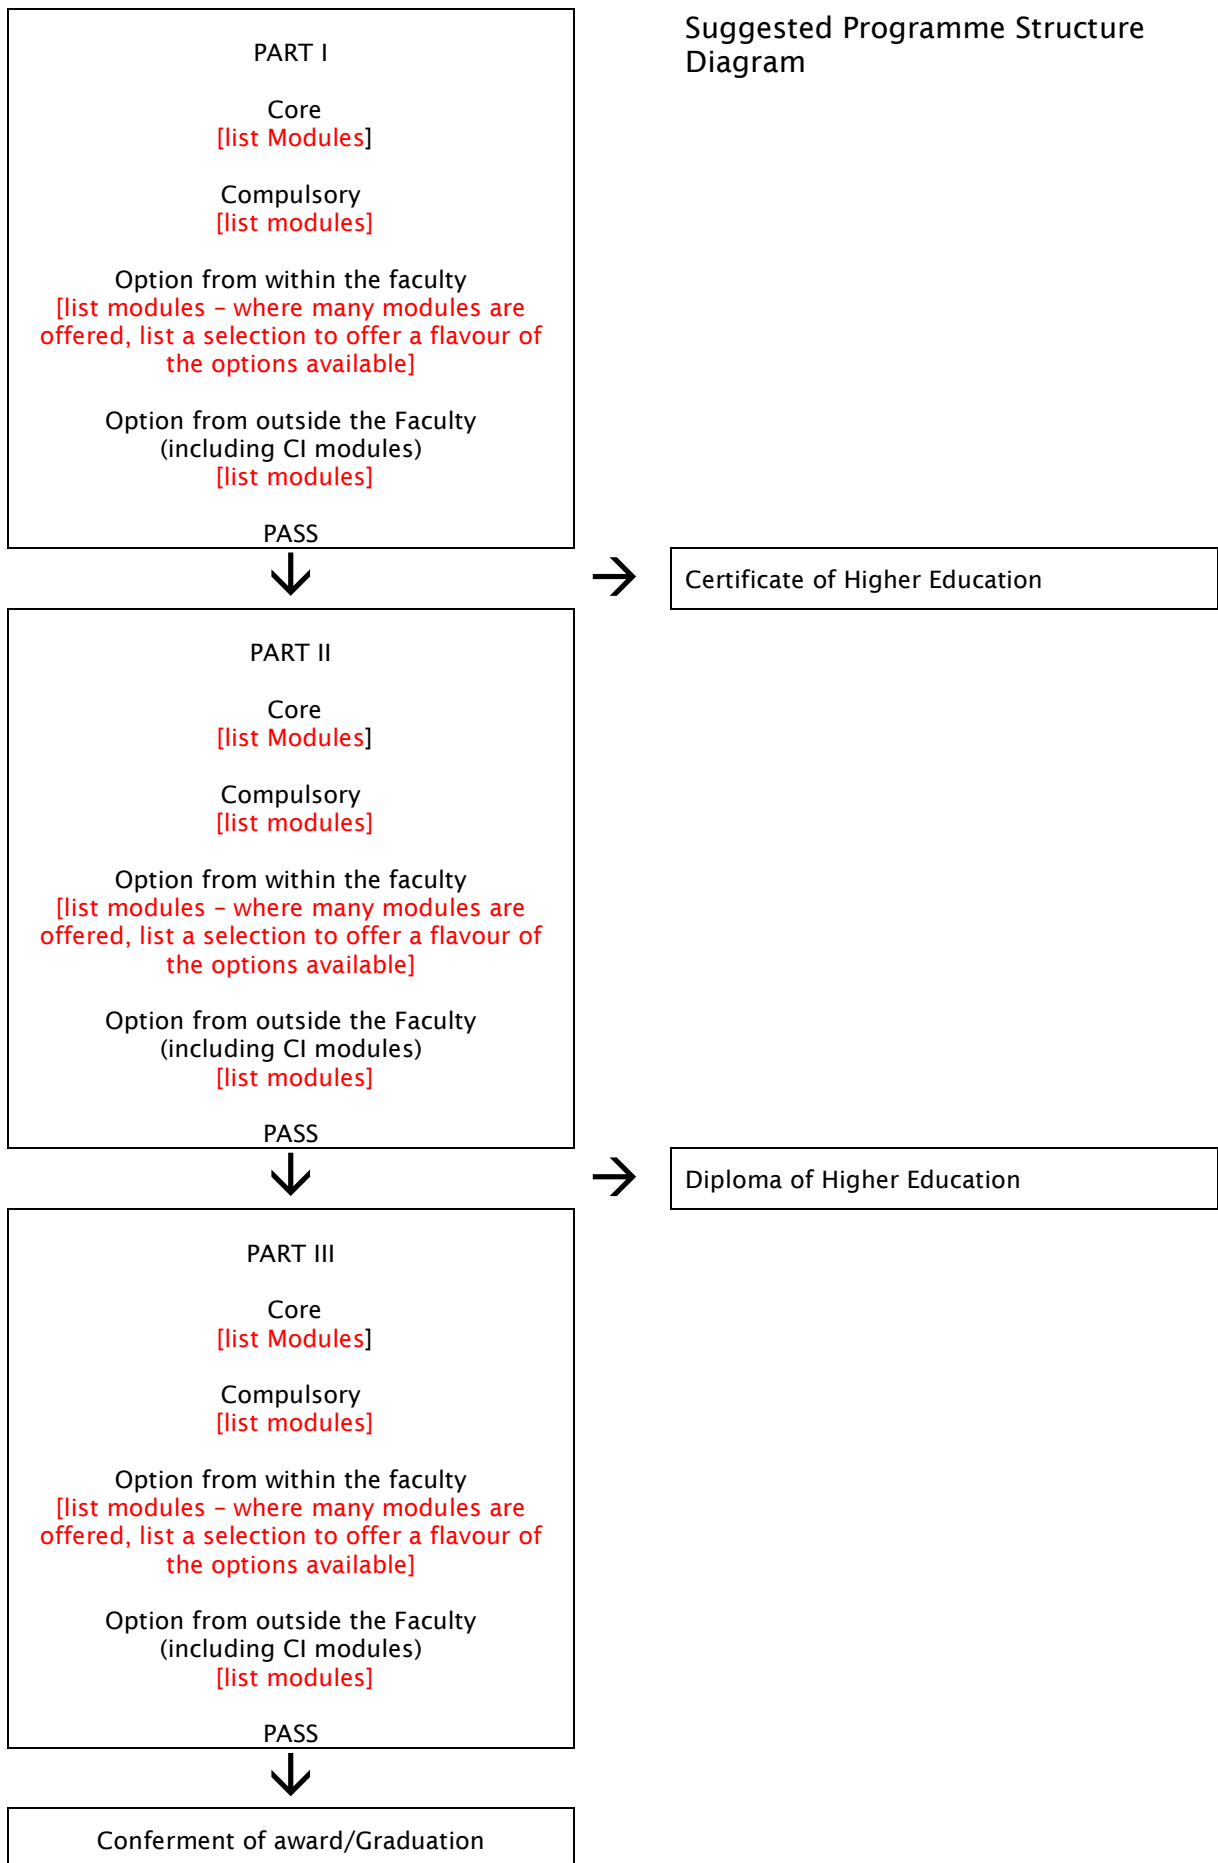 Suggested Programme Structure
Diagram
PART I
Core
[list Modules]
Compulsory
[list modules]
Option from within the faculty
[list modules – where many modules are
offered, list a selection to offer a flavour of
the options available]
Option from outside the Faculty
(including CI modules)
[list modules]
PASS
Certificate of Higher Education
PART II
Core
[list Modules]
Compulsory
[list modules]
Option from within the faculty
[list modules – where many modules are
offered, list a selection to offer a flavour of
the options available]
Option from outside the Faculty
(including CI modules)
[list modules]
PASS
Diploma of Higher Education
PART III
Core
[list Modules]
Compulsory
[list modules]
Option from within the faculty
[list modules – where many modules are
offered, list a selection to offer a flavour of
the options available]
Option from outside the Faculty
(including CI modules)
[list modules]
PASS
Conferment of award/Graduation